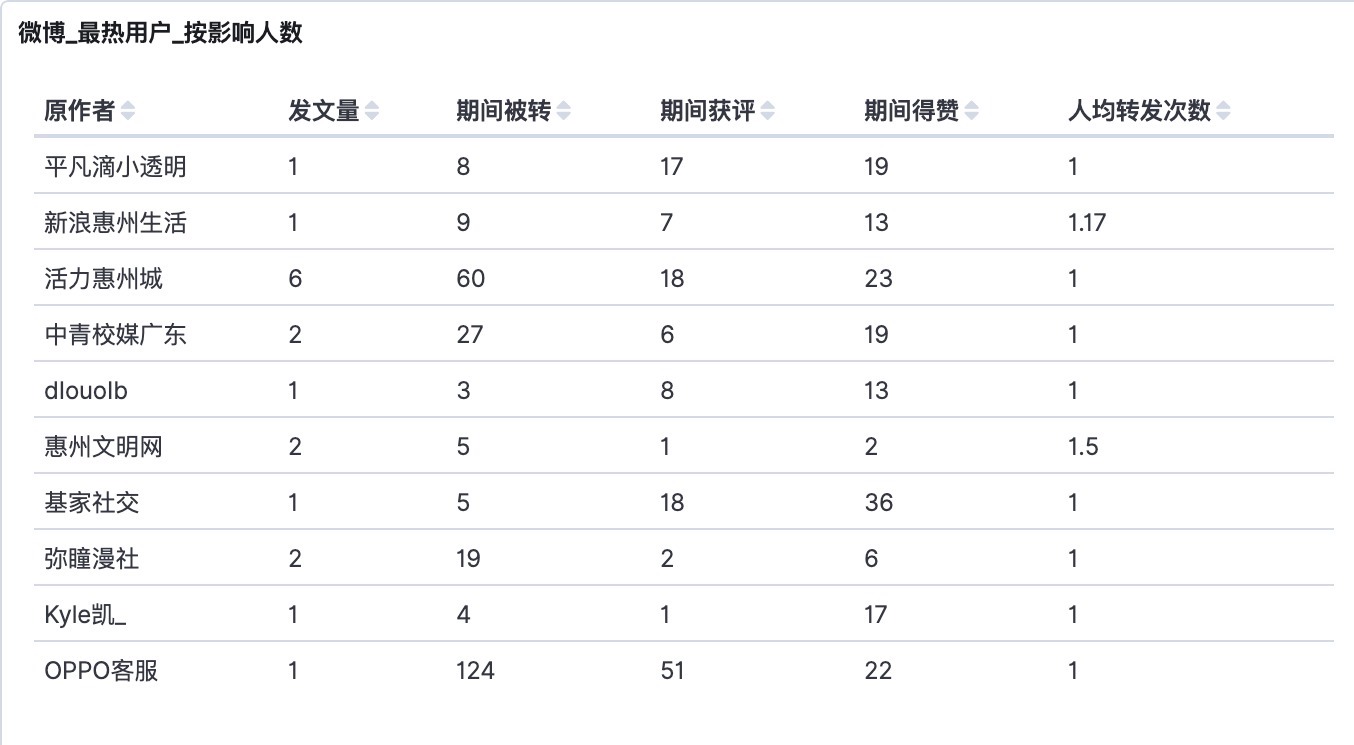 微博_最热用户_按影响人数
原作者 发文量 期间被转 期间获评 期间得赞 人均转发次数
平凡滴小透明 1 8 17 19 1
新浪惠州生活 1 9 7 13 1.17
活力惠州城 6 60 18 23 1
中青校媒广东 2 27 6 19 1
dlouolb 1 3 8 13 1
惠州文明网 2 5 1 2 1.5
基家社交 1 5 18 36 1
弥瞳漫社 2 19 2 6 1
Kyle凯_ 1 4 1 17 1
OPPO客服 1 124 51 22 1